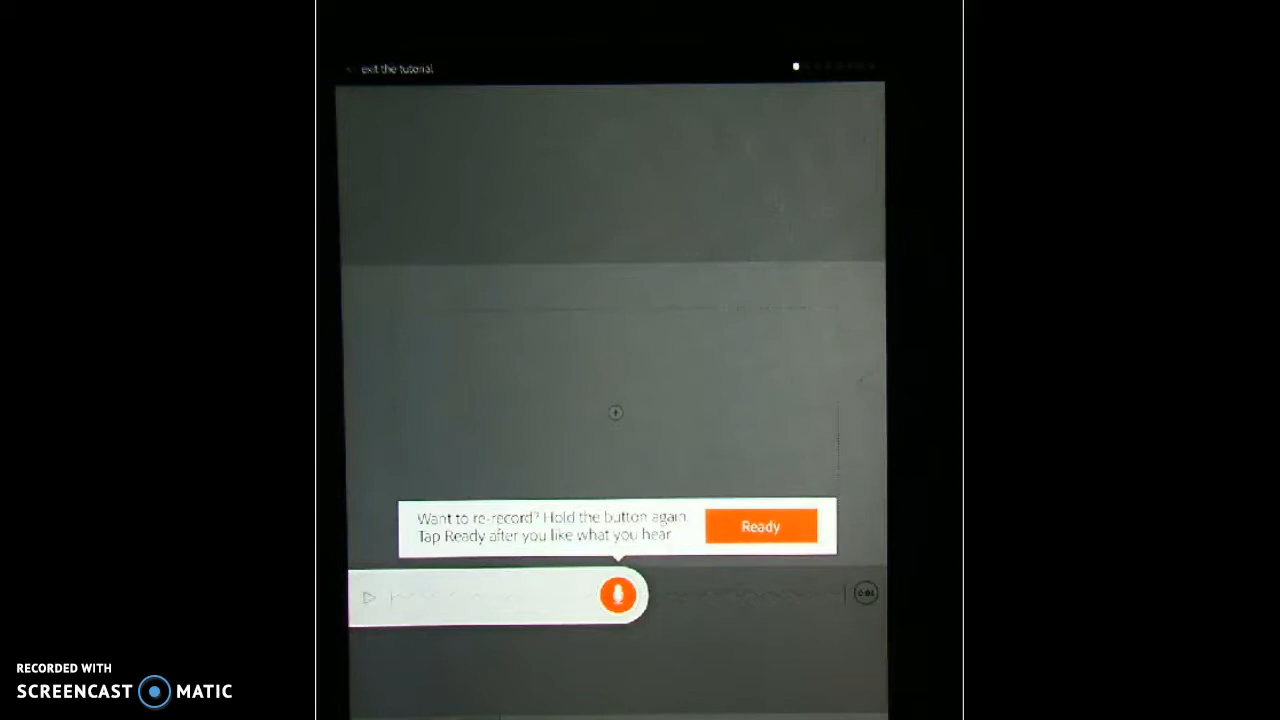 exit the tutorial
Want to re-record? Hold the button again.
Tap Ready after you like what you hear
Ready
RECORDED WITH
SCREENCAST MATIC